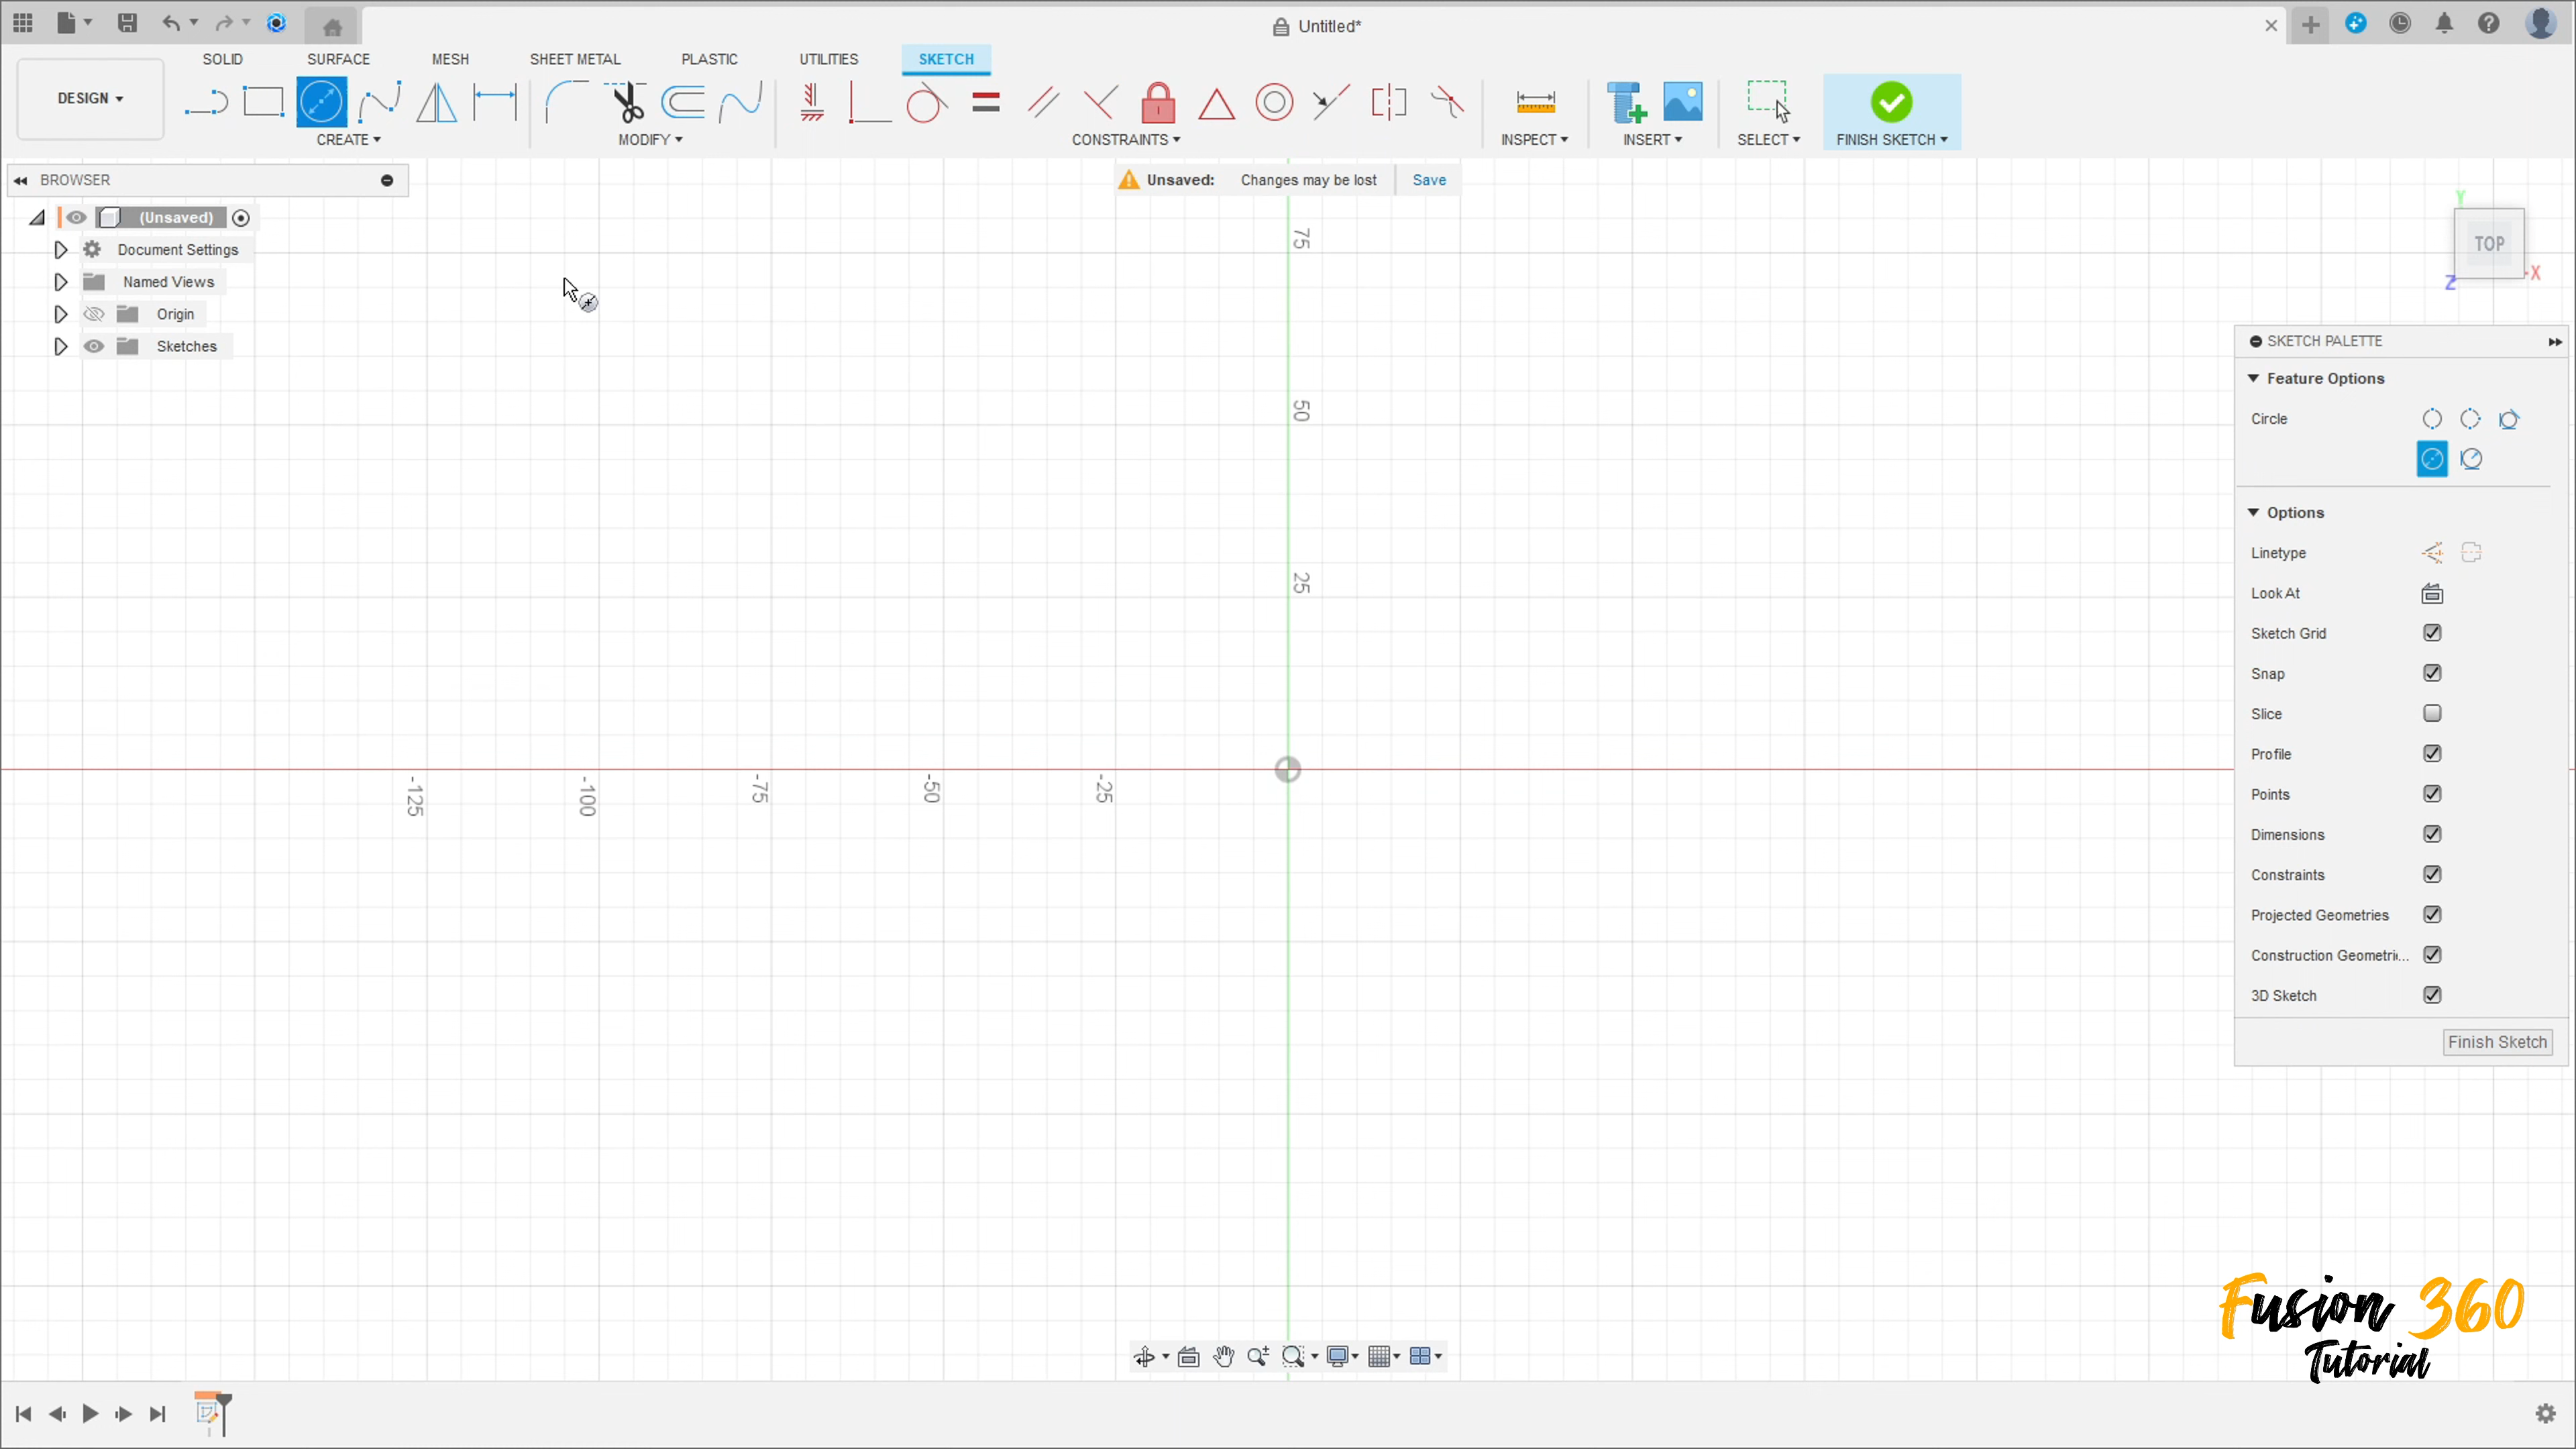 Untitled*
SOLID SURFACE MESH SHEET METAL PLASTIC UTILITIES SKETCH
DESIGN
CREATE MODIFY CONSTRAINTS INSPECT INSERT SELECT FINISH SKETCH
BROWSER
Unsaved: Changes may be lost Save
(Unsaved)
Document Settings
Named Views
Origin
Sketches
75
50
25
-125 -100 -75 -50 -25
Y
TOP
X
Z
SKETCH PALETTE
Feature Options
Circle
Options
Linetype
Look At
Sketch Grid
Snap
Slice
Profile
Points
Dimensions
Constraints
Projected Geometries
Construction Geometri...
3D Sketch
Finish Sketch
Fusion 360
Tutorial